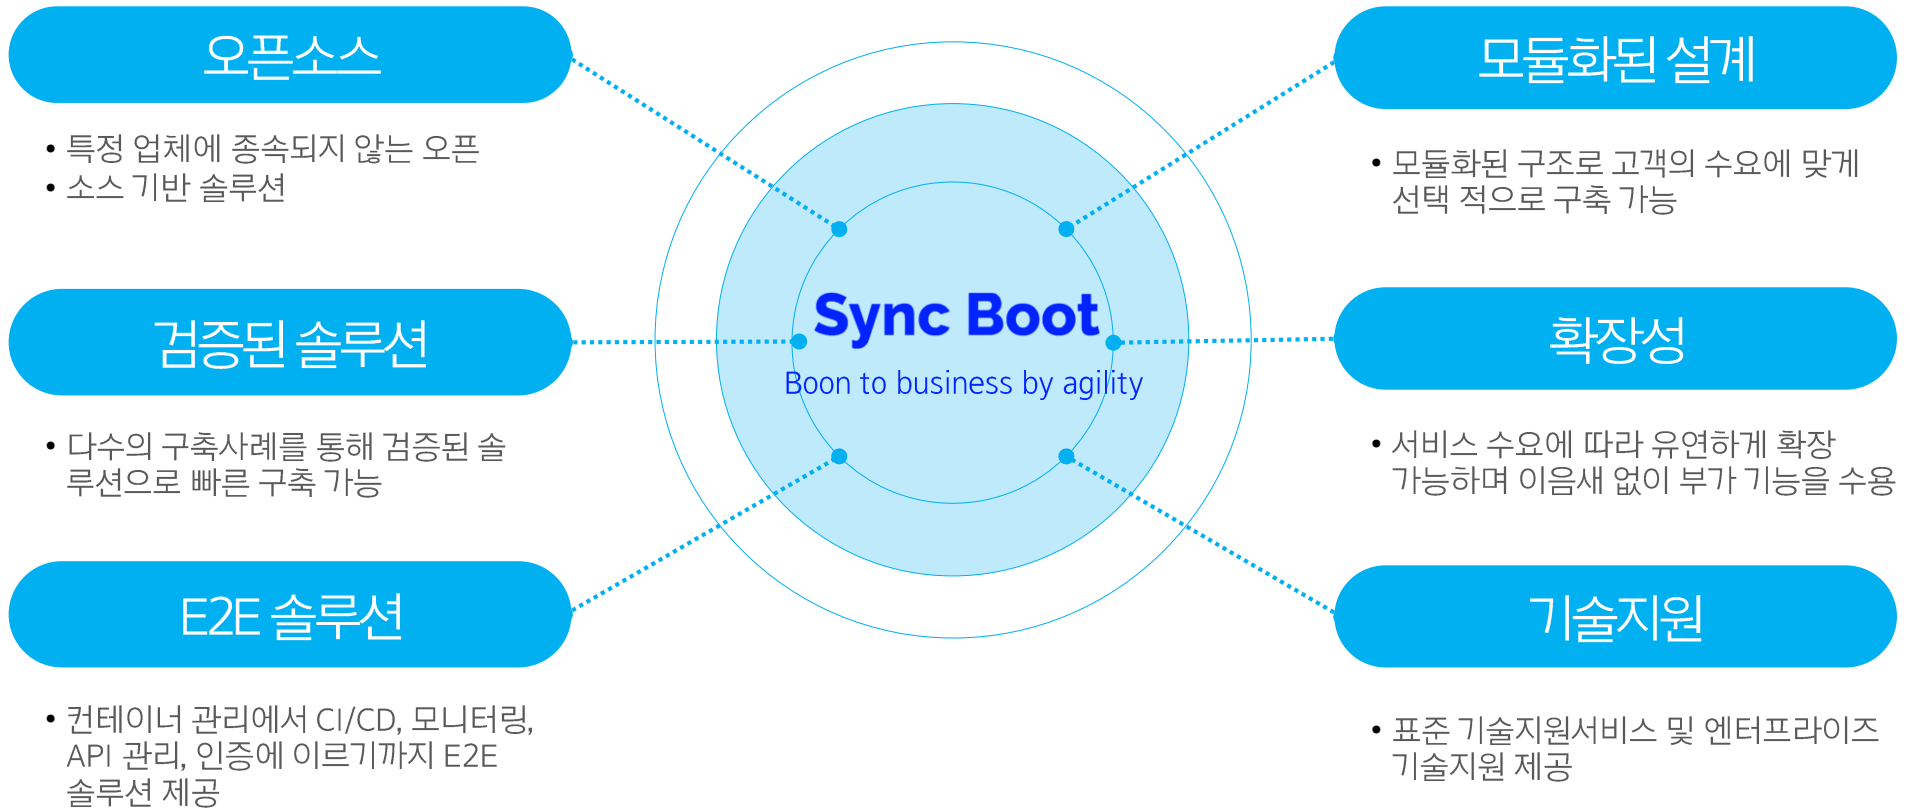 오픈소스
특정 업체에 종속되지 않는 오픈
소스 기반 솔루션
검증된 솔루션
다수의 구축사례를 통해 검증된 솔
루션으로 빠른 구축 가능
E2E 솔루션
컨테이너 관리에서 CI/CD, 모니터링,
API 관리, 인증에 이르기까지 E2E
솔루션 제공
Sync Boot
Boon to business by agility
모듈화된 설계
모듈화된 구조로 고객의 수요에 맞게
선택 적으로 구축 가능
확장성
서비스 수요에 따라 유연하게 확장
가능하며 이음새 없이 부가 기능을 수용
기술지원
표준 기술지원서비스 및 엔터프라이즈
기술지원 제공